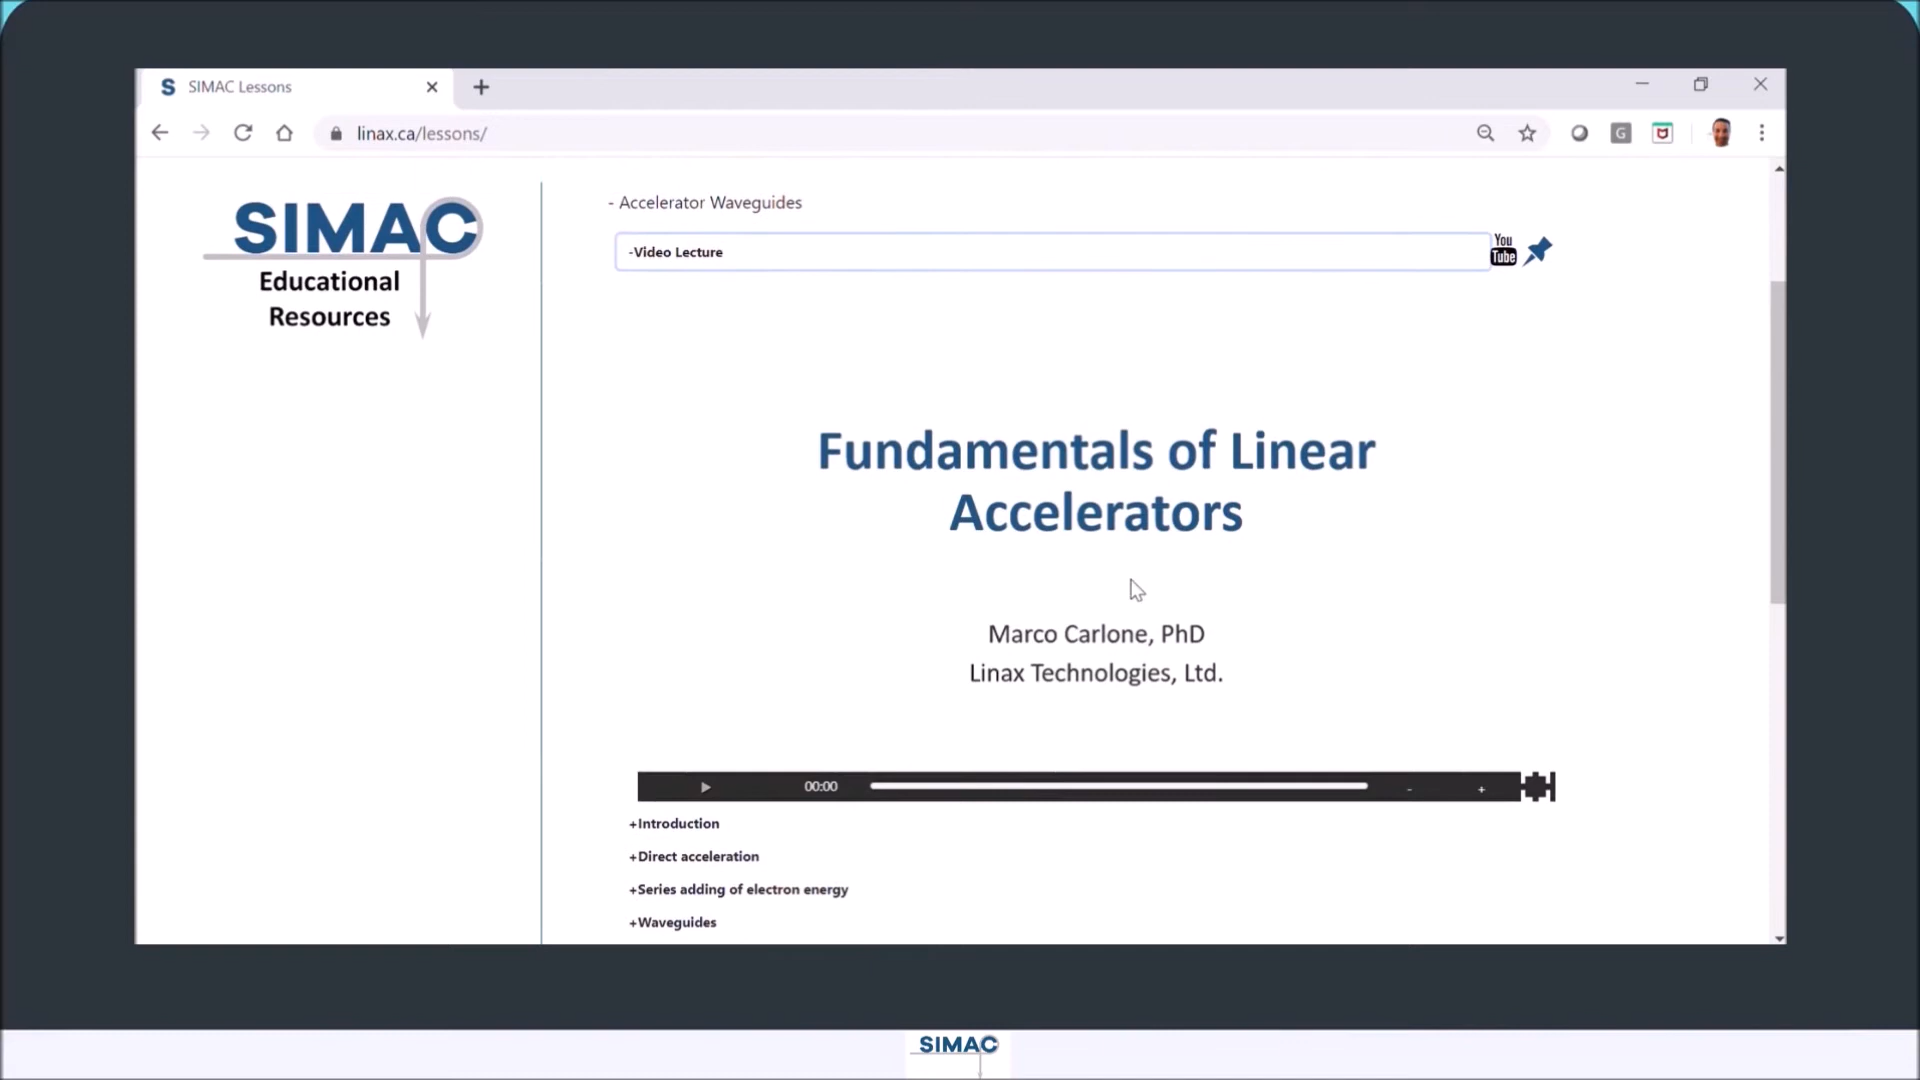 SIMAC Lessons
linax.ca/lessons/
SIMAC
Educational
Resources
- Accelerator Waveguides
-Video Lecture
You
Tube
Fundamentals of Linear
Accelerators
Marco Carlone, PhD
Linax Technologies, Ltd.
00:00
- +
+Introduction
+Direct acceleration
+Series adding of electron energy
+Waveguides
SIMAC